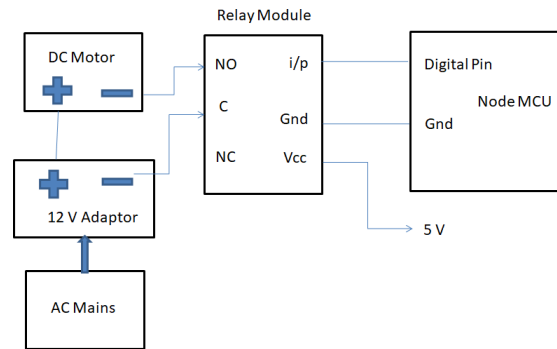 Relay Module
DC Motor
NO
i/p
Digital Pin
Node MCU
C
Gnd
Gnd
NC
Vcc
12 V Adaptor
5 V
AC Mains